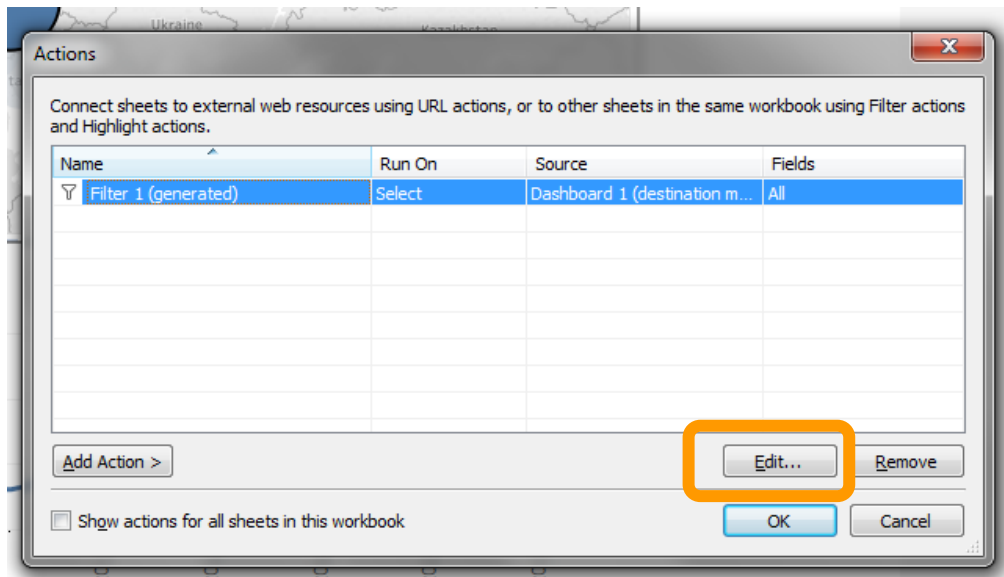 Ukraine
Kazakhstan
Actions
Connect sheets to external web resources using URL actions, or to other sheets in the same workbook using Filter actions
and Highlight actions.
Name Run On Source Fields
Filter 1 (generated) Select Dashboard 1 (destination m... All
Add Action > Edit... Remove
Show actions for all sheets in this workbook OK Cancel